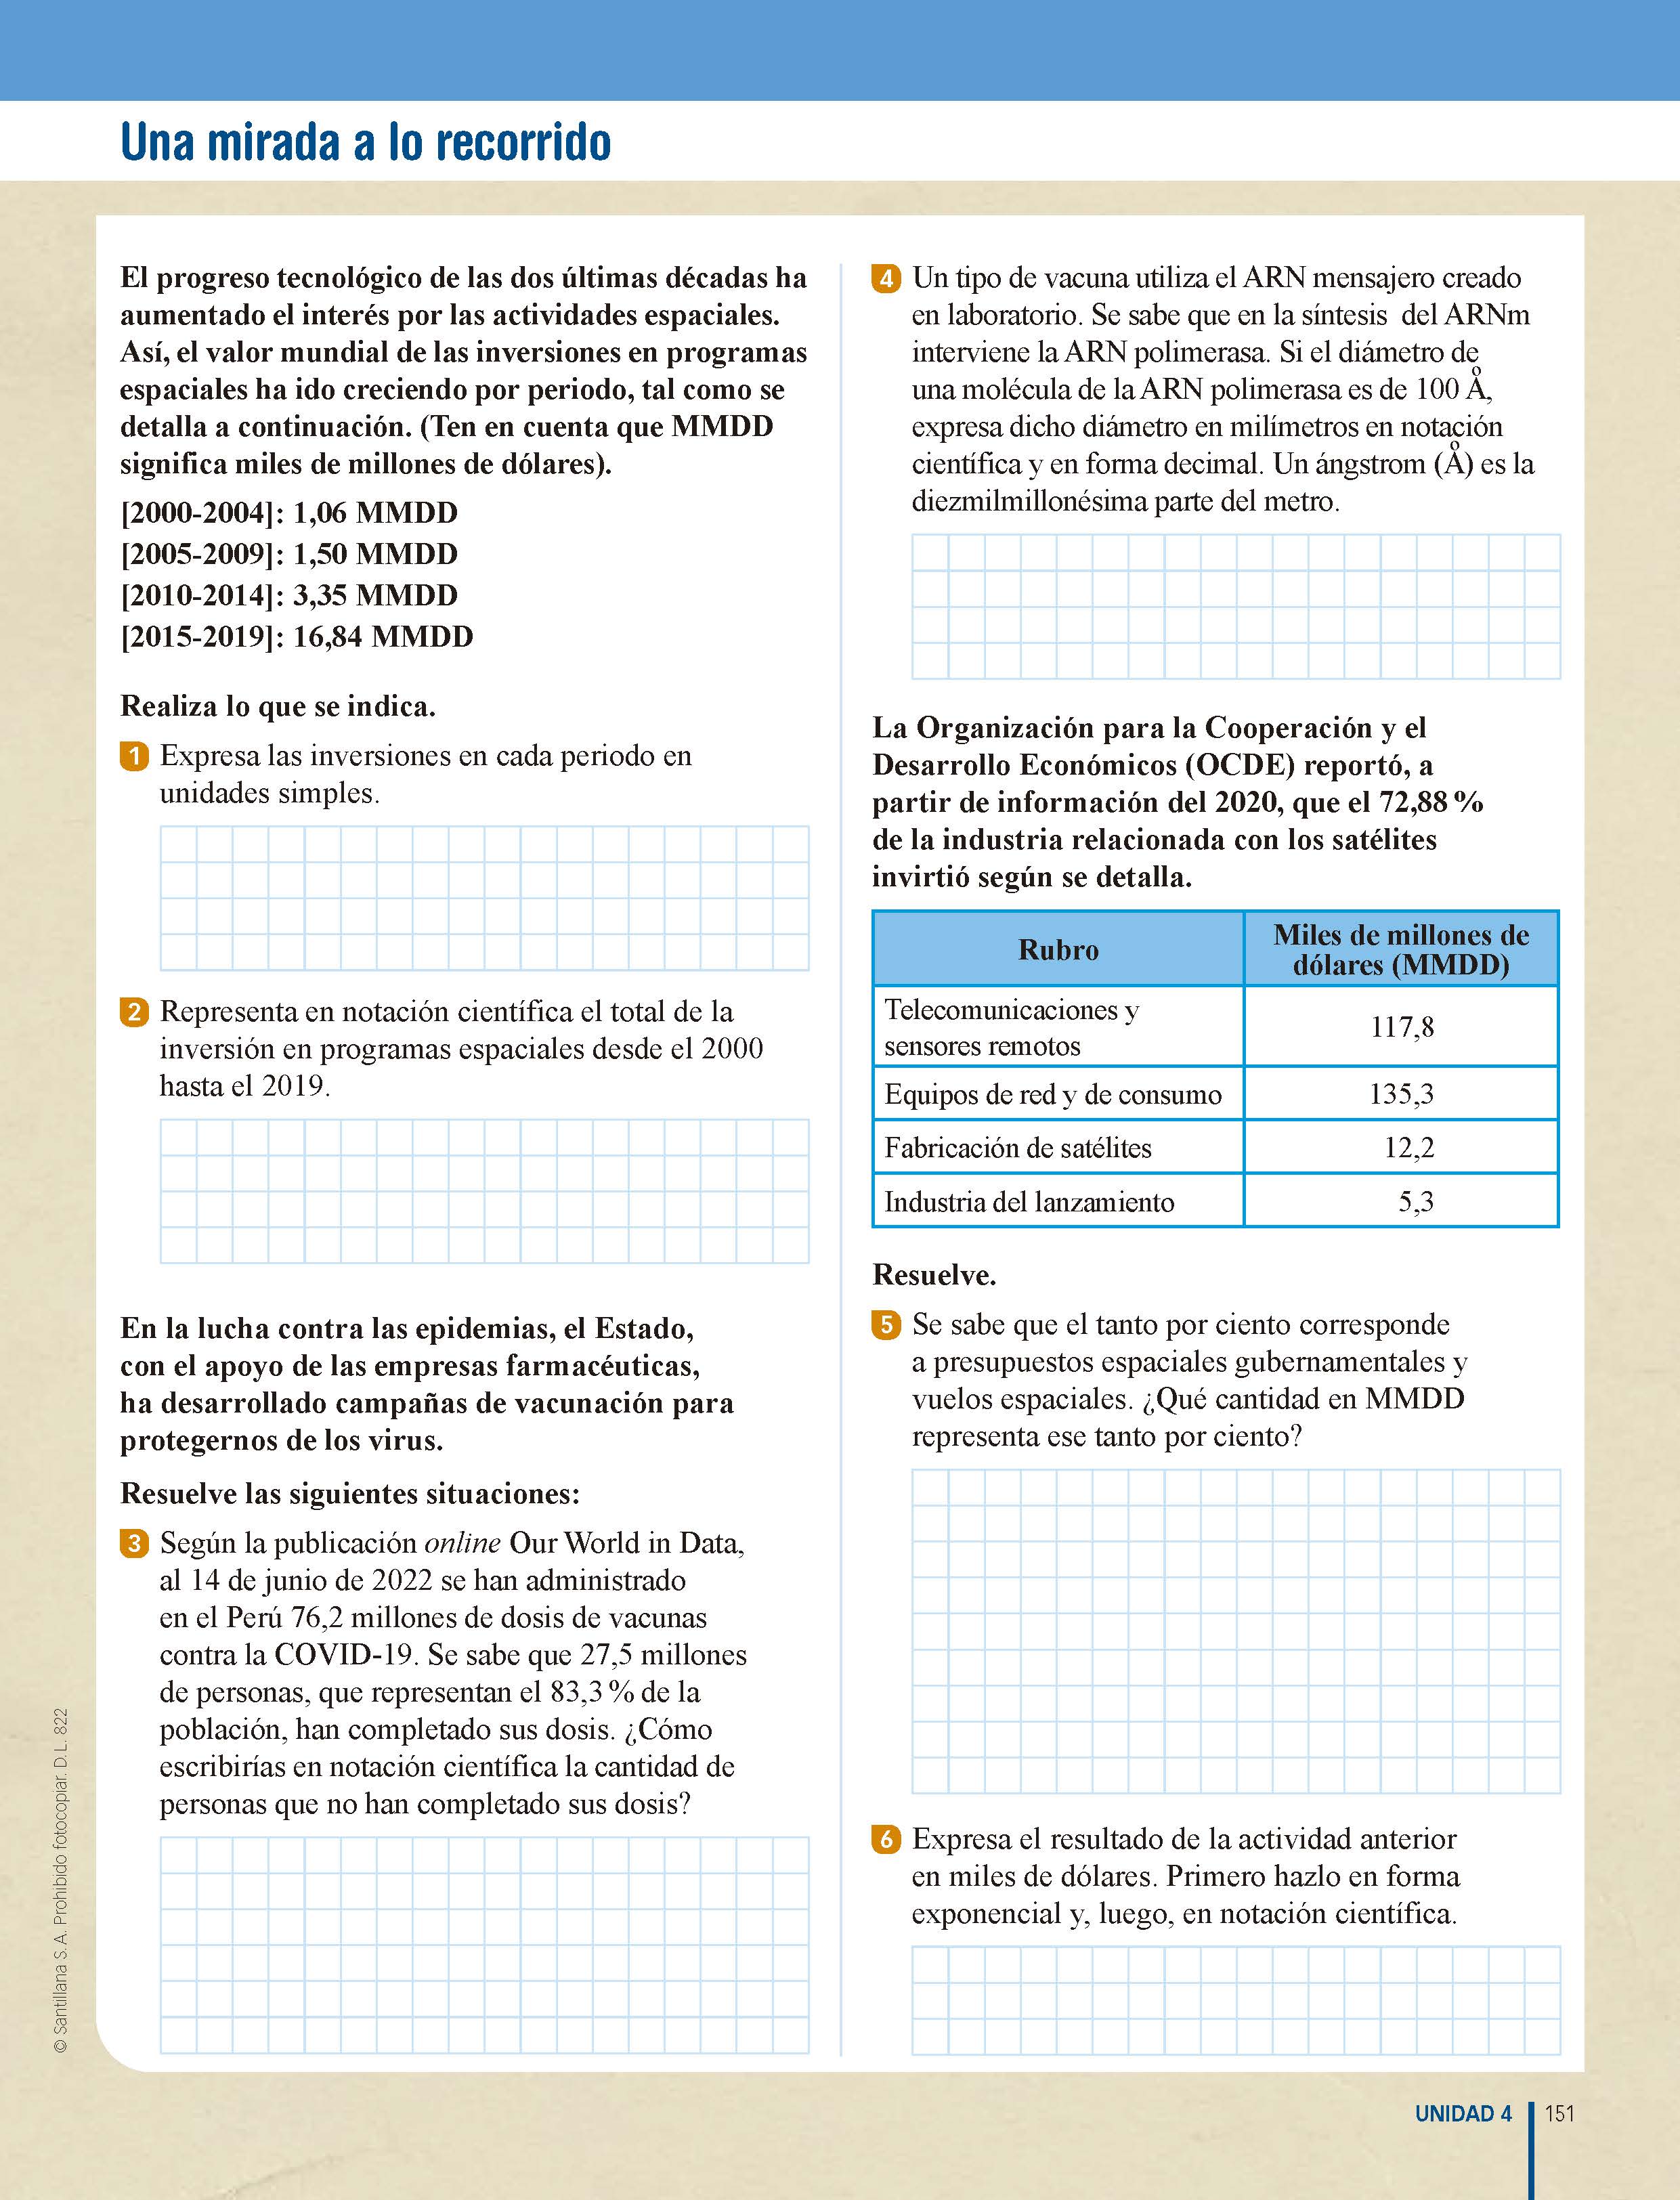 Una mirada a lo recorrido
El progreso tecnológico de las dos últimas décadas ha
aumentado el interés por las actividades espaciales.
Así, el valor mundial de las inversiones en programas
espaciales ha ido creciendo por periodo, tal como se
detalla a continuación. (Ten en cuenta que MMDD
significa miles de millones de dólares).
[2000-2004]: 1,06 MMDD
[2005-2009]: 1,50 MMDD
[2010-2014]: 3,35 MMDD
[2015-2019]: 16,84 MMDD
Realiza lo que se indica.
1 Expresa las inversiones en cada periodo en
unidades simples.
2 Representa en notación científica el total de la
inversión en programas espaciales desde el 2000
hasta el 2019.
En la lucha contra las epidemias, el Estado,
con el apoyo de las empresas farmacéuticas,
ha desarrollado campañas de vacunación para
protegernos de los virus.
Resuelve las siguientes situaciones:
3 Según la publicación online Our World in Data,
al 14 de junio de 2022 se han administrado
en el Perú 76,2 millones de dosis de vacunas
contra la COVID-19. Se sabe que 27,5 millones
de personas, que representan el 83,3 % de la
población, han completado sus dosis. ¿Cómo
escribirías en notación científica la cantidad de
personas que no han completado sus dosis?
4 Un tipo de vacuna utiliza el ARN mensajero creado
en laboratorio. Se sabe que en la síntesis del ARNm
interviene la ARN polimerasa. Si el diámetro de
una molécula de la ARN polimerasa es de 100 Å,
expresa dicho diámetro en milímetros en notación
científica y en forma decimal. Un ángstrom (Å) es la
diezmilmillonésima parte del metro.
La Organización para la Cooperación y el
Desarrollo Económicos (OCDE) reportó, a
partir de información del 2020, que el 72,88 %
de la industria relacionada con los satélites
invirtió según se detalla.
Rubro
Miles de millones de
dólares (MMDD)
Telecomunicaciones y
sensores remotos
117,8
Equipos de red y de consumo 135,3
Fabricación de satélites 12,2
Industria del lanzamiento 5,3
Resuelve.
5 Se sabe que el tanto por ciento corresponde
a presupuestos espaciales gubernamentales y
vuelos espaciales. ¿Qué cantidad en MMDD
representa ese tanto por ciento?
6 Expresa el resultado de la actividad anterior
en miles de dólares. Primero hazlo en forma
exponencial y, luego, en notación científica.
© Santillana S. A. Prohibido fotocopiar. D. L. 822
UNIDAD 4 151